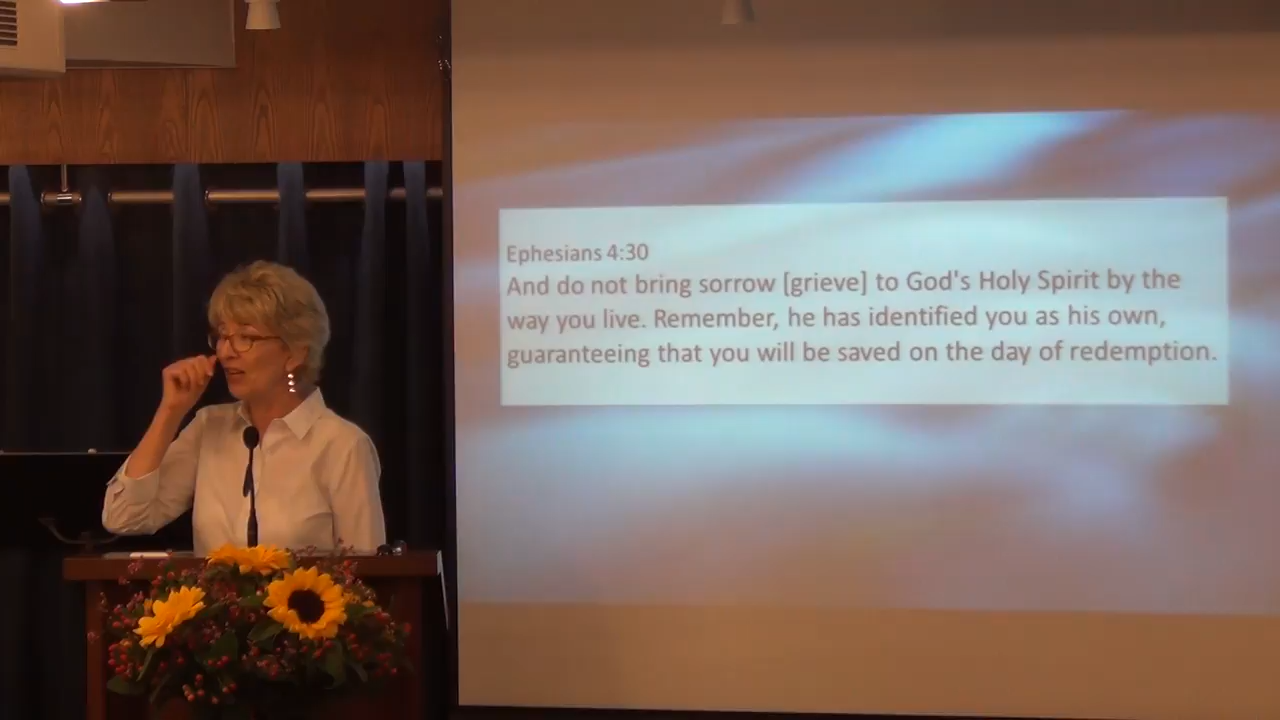 Ephesians 4:30
And do not bring sorrow [grieve] to God's Holy Spirit by the
way you live. Remember, he has identified you as his own,
guaranteeing that you will be saved on the day of redemption.